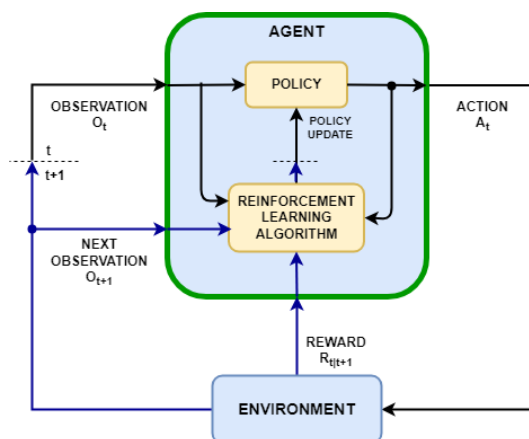 AGENT
POLICY
OBSERVATION
Oₜ
ACTION
Aₜ
POLICY
UPDATE
t
t+1
REINFORCEMENT
LEARNING
ALGORITHM
NEXT
OBSERVATION
Oₜ₊₁
REWARD
Rₜ|ₜ₊₁
ENVIRONMENT